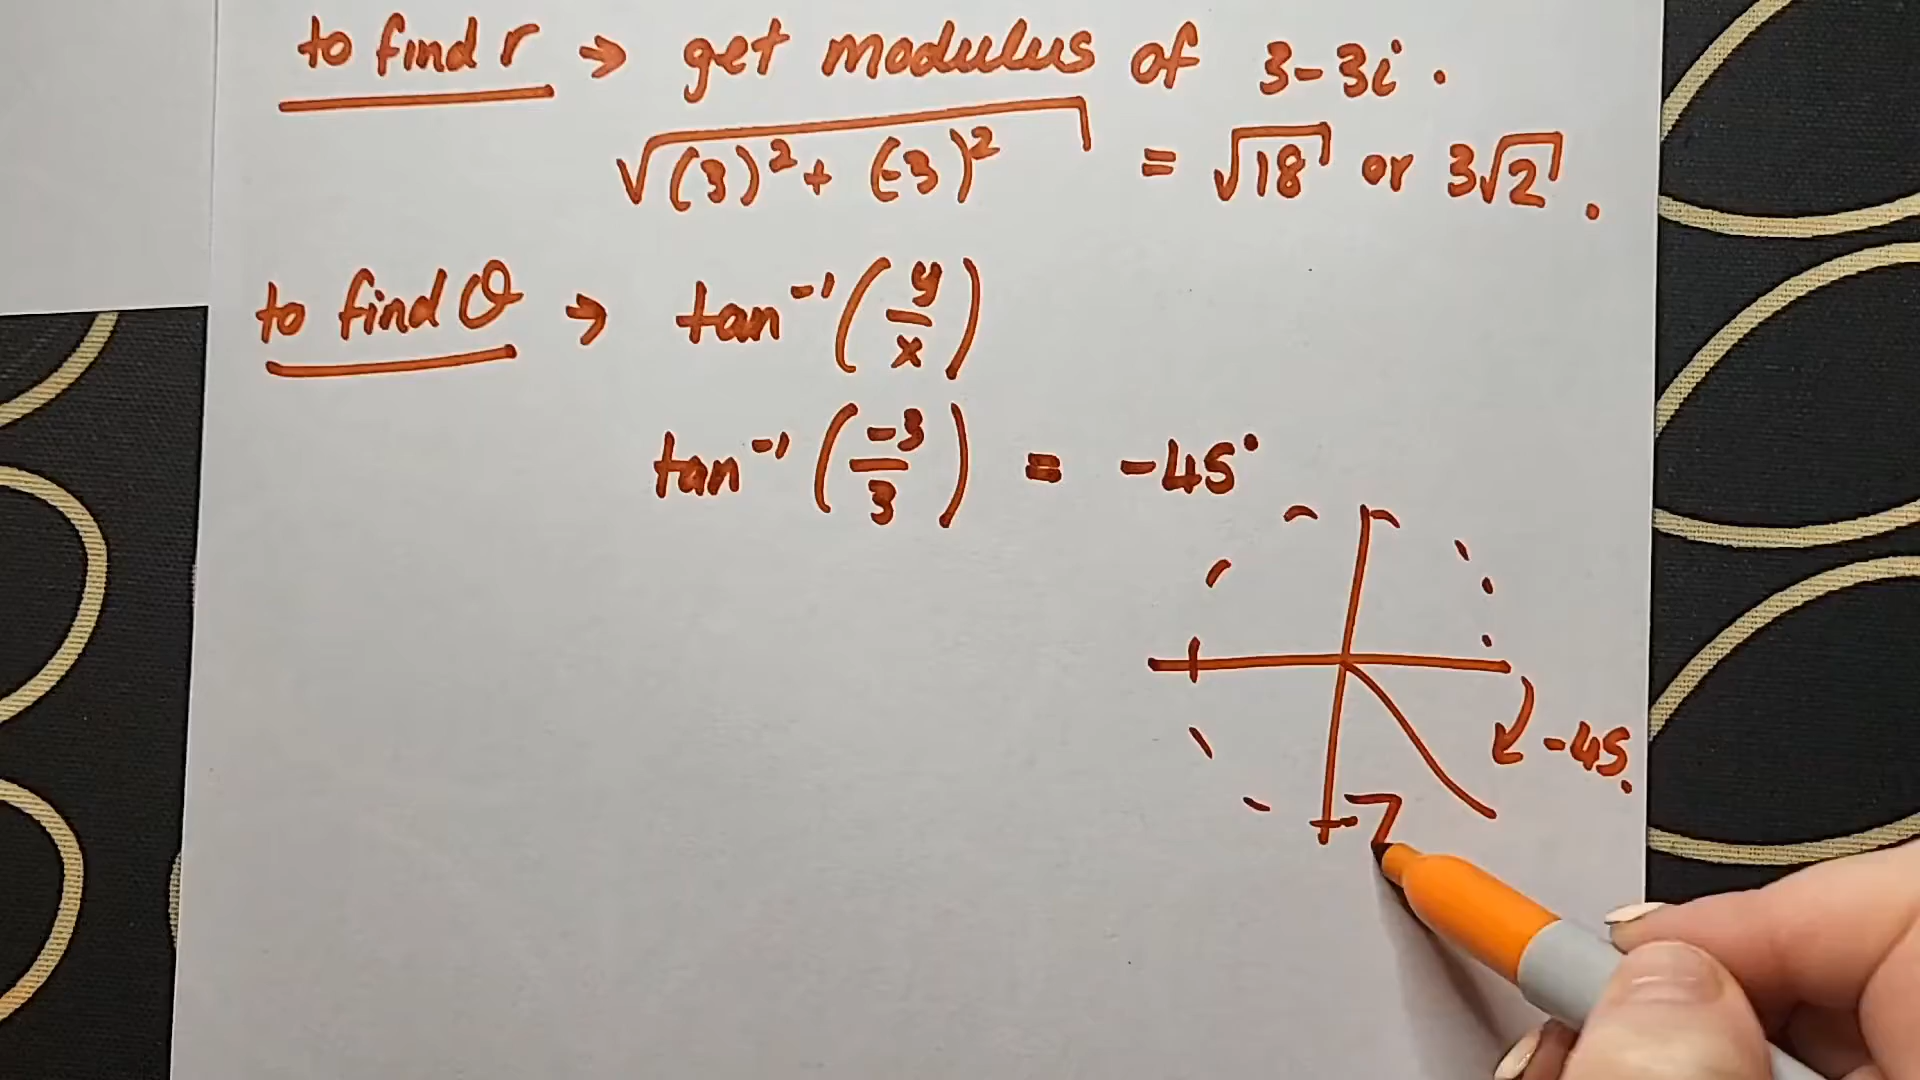 to find r → get modulus of 3-3i.
√(3)² + (-3)² = √18 or 3√2.
to find θ → tan⁻¹(y/x)
tan⁻¹(-3/3) = -45°
-45.